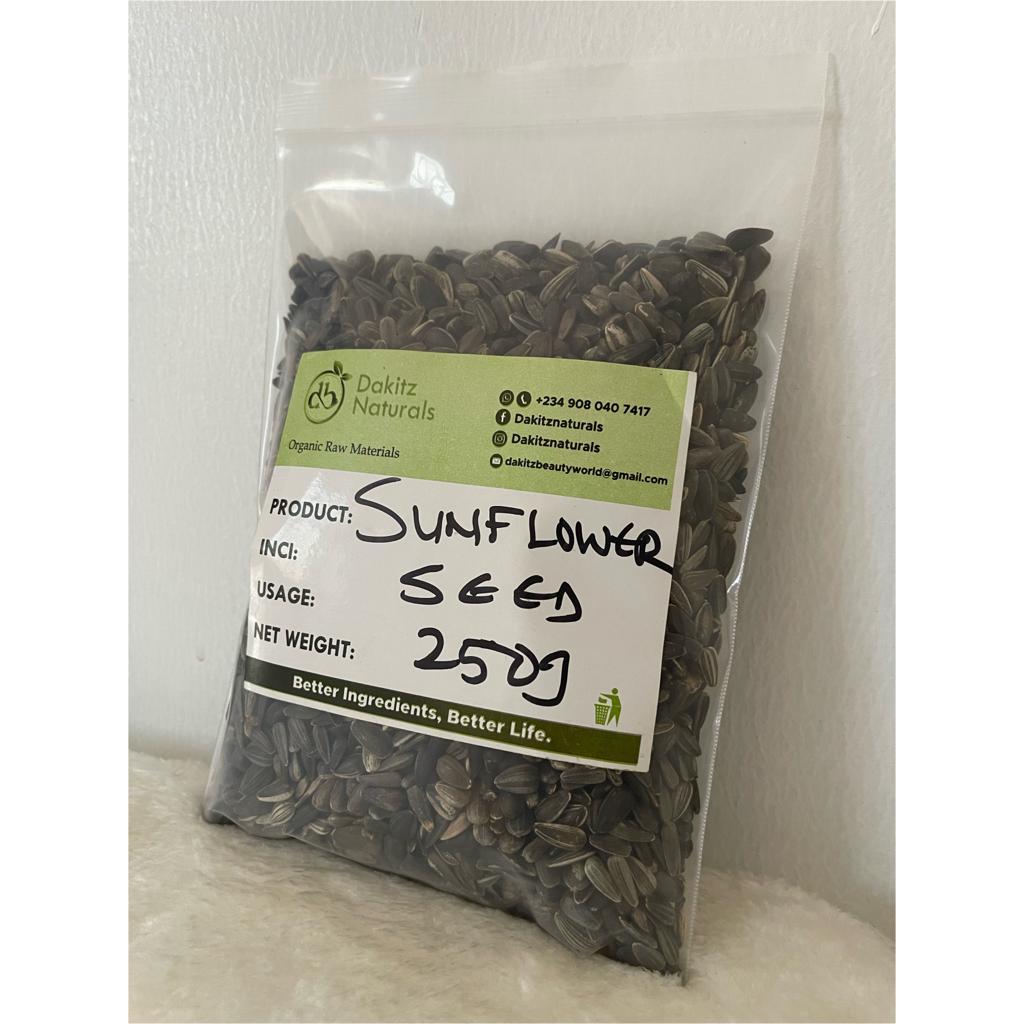 Dakitz
Naturals
Organic Raw Materials
+234 908 040 7417
Dakitznaturals
Dakitznaturals
dakitzbeautyworld@gmail.com
PRODUCT: SUNFLOWER
INCI:
SEED
USAGE:
NET WEIGHT: 250g
Better Ingredients, Better Life.